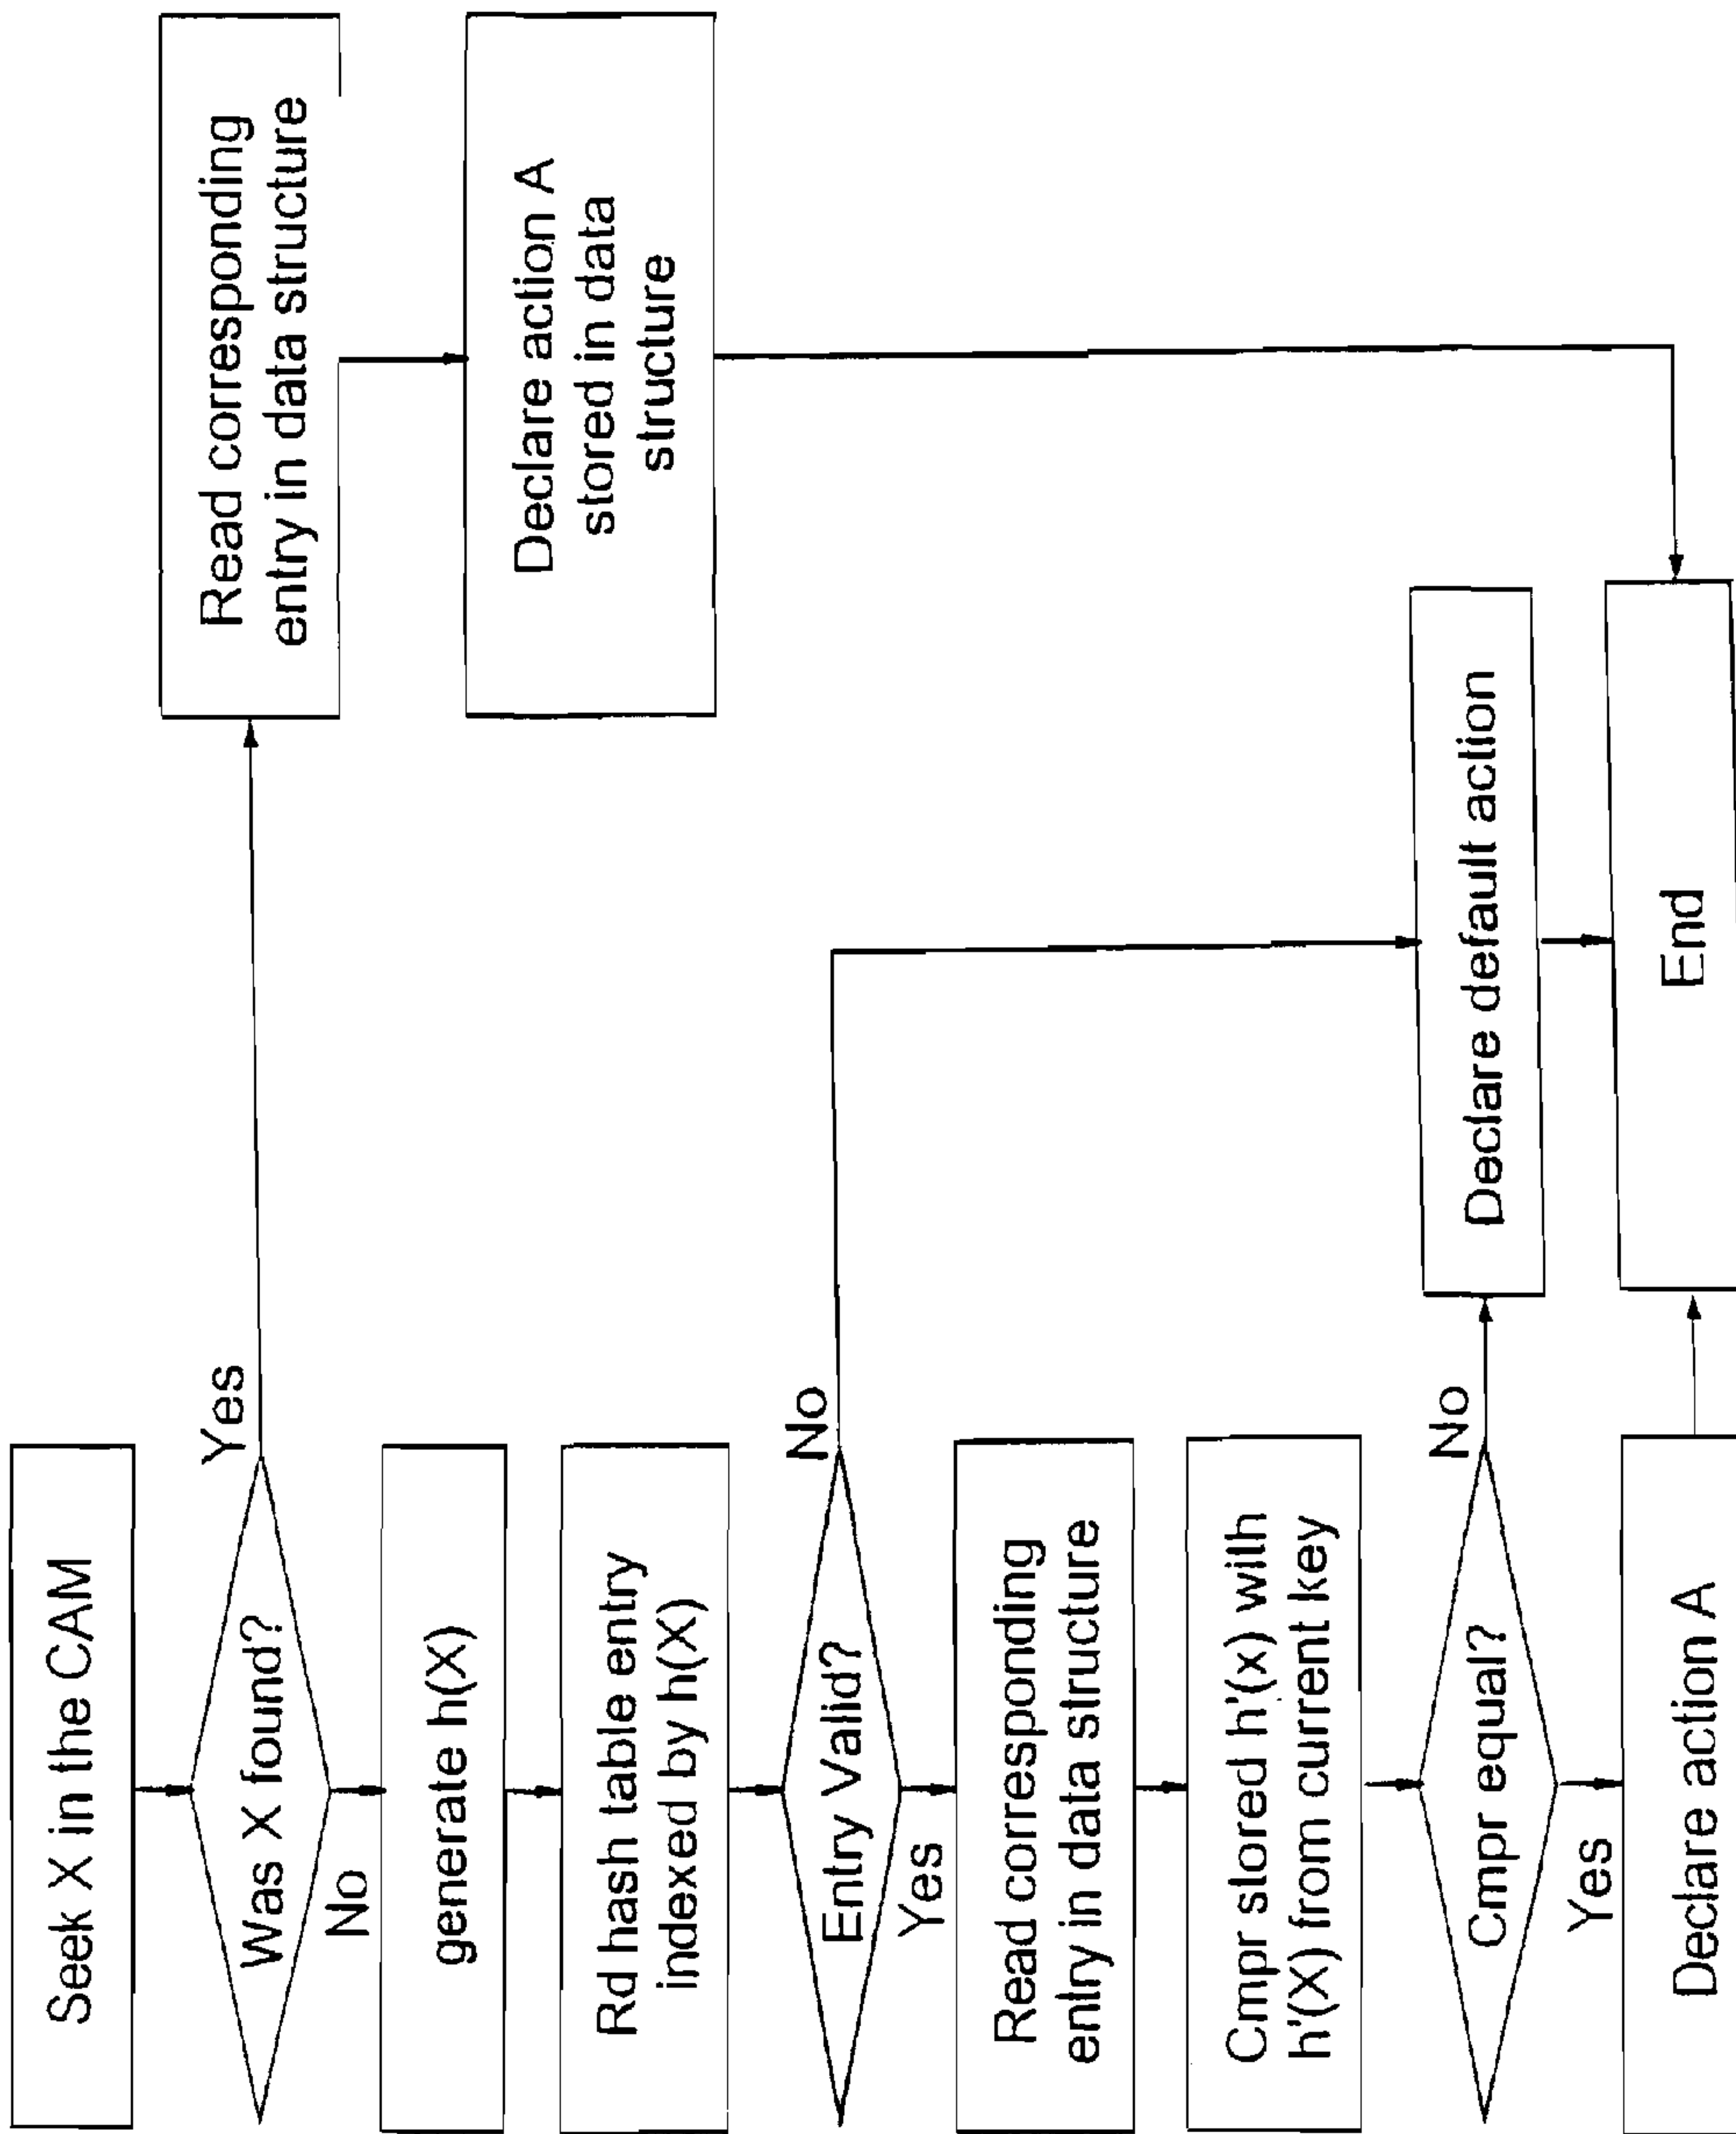 Seek X in the CAM
Was X found?
Yes
No
Read corresponding
entry in data structure
Declare action A
stored in data
structure
generate h(X)
Rd hash table entry
indexed by h(X)
Entry Valid?
No
Yes
Read corresponding
entry in data structure
Cmpr stored h'(x) with
h'(X) from current key
Cmpr equal?
No
Yes
Declare default action
Declare action A
End